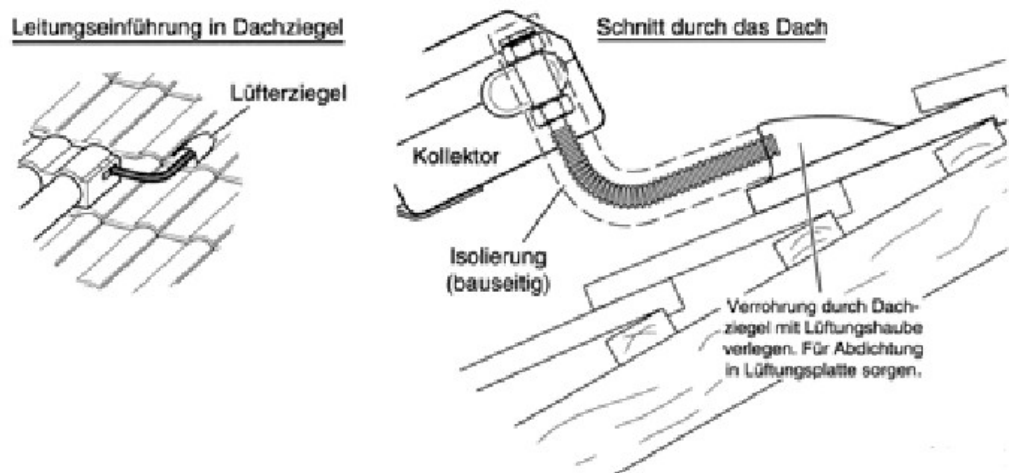 Leitungseinführung in Dachziegel
Lüfterziegel
Schnitt durch das Dach
Kollektor
Isolierung
(bauseitig)
Verrohrung durch Dach-
ziegel mit Lüftungshaube
verlegen. Für Abdichtung
in Lüftungsplatte sorgen.